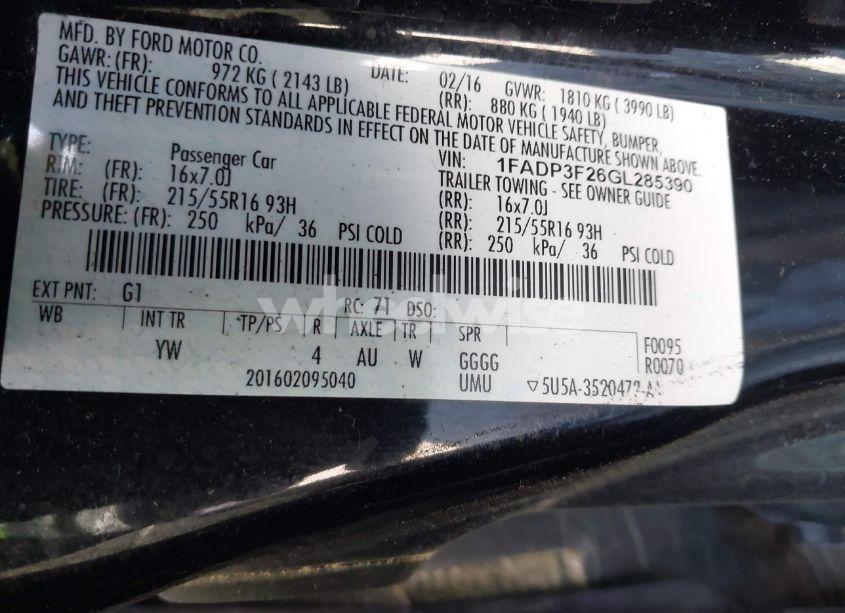 MFD. BY FORD MOTOR CO.
DATE: 02/16 GVWR: 1810 KG ( 3990 LB)
GAWR: (FR): 972 KG ( 2143 LB) (RR): 880 KG ( 1940 LB)
THIS VEHICLE CONFORMS TO ALL APPLICABLE FEDERAL MOTOR VEHICLE SAFETY, BUMPER,
AND THEFT PREVENTION STANDARDS IN EFFECT ON THE DATE OF MANUFACTURE SHOWN ABOVE.
VIN: 1FADP3F26GL285390
TYPE: Passenger Car TRAILER TOWING - SEE OWNER GUIDE
RIM: (FR): 16x7.0J (RR): 16x7.0J
TIRE: (FR): 215/55R16 93H (RR): 215/55R16 93H
PRESSURE: (FR): 250 kPa/ 36 PSI COLD (RR): 250 kPa/ 36 PSI COLD
EXT PNT: G1 RC: 71 DSO:
WB INT TR TP/PS R AXLE TR SPR F0095
YW 4 AU W GGGG R0070
201602095040 UMU 5U5A-3520472-AA
wheelwise